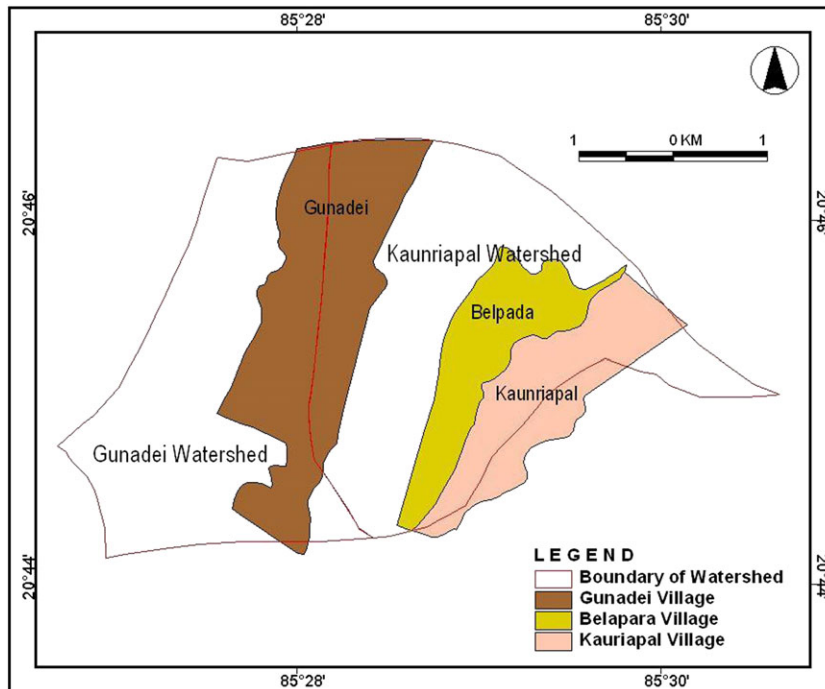 85°28' 85°30'
1 0 KM 1
20°46' 20°46'
Gunadei
Kaunriapal Watershed
Belpada
Kaunriapal
Gunadei Watershed
20°44' 20°44'
LEGEND
Boundary of Watershed
Gunadei Village
Belapara Village
Kauriapal Village
85°28' 85°30'